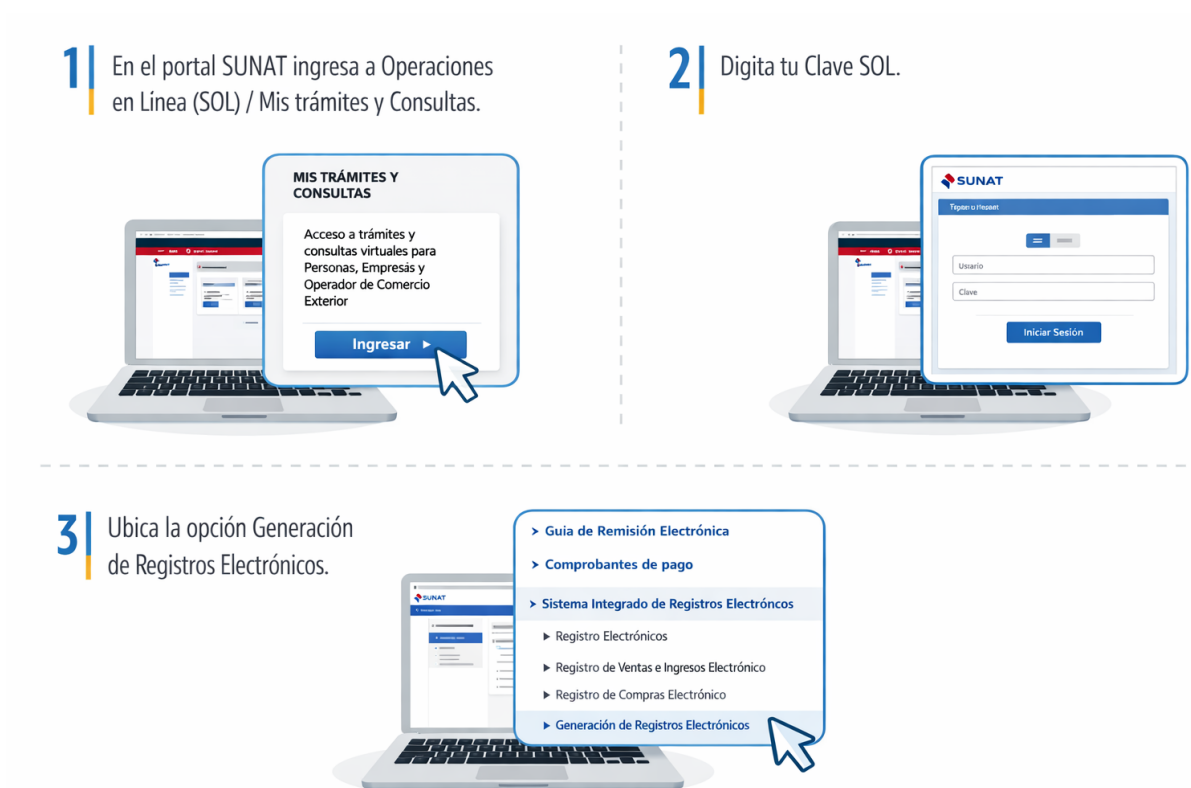 1
En el portal SUNAT ingresa a Operaciones
en Línea (SOL) / Mis trámites y Consultas.
MIS TRÁMITES Y
CONSULTAS
Acceso a trámites y
consultas virtuales para
Personas, Empresás y
Operador de Comercio
Exterior
Ingresar
2
Digita tu Clave SOL.
SUNAT
Usuario
Clave
Iniciar Sesión
3
Ubica la opción Generación
de Registros Electrónicos.
SUNAT
> Guia de Remisión Electrónica
> Comprobantes de pago
> Sistema Integrado de Registros Electróncos
▶ Registro Electrónicos
▶ Registro de Ventas e Ingresos Electrónico
▶ Registro de Compras Electrónico
▶ Generación de Registros Electrónicos